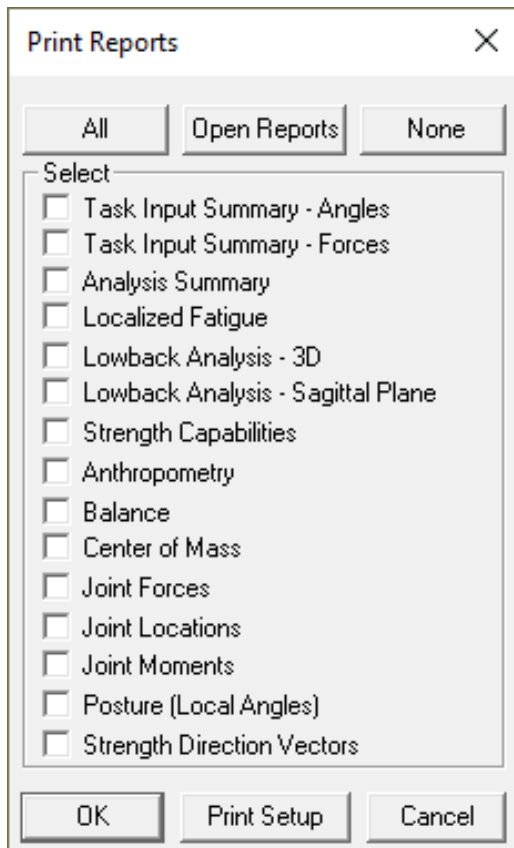 Print Reports
All Open Reports None
Select
Task Input Summary - Angles
Task Input Summary - Forces
Analysis Summary
Localized Fatigue
Lowback Analysis - 3D
Lowback Analysis - Sagittal Plane
Strength Capabilities
Anthropometry
Balance
Center of Mass
Joint Forces
Joint Locations
Joint Moments
Posture (Local Angles)
Strength Direction Vectors
OK Print Setup Cancel